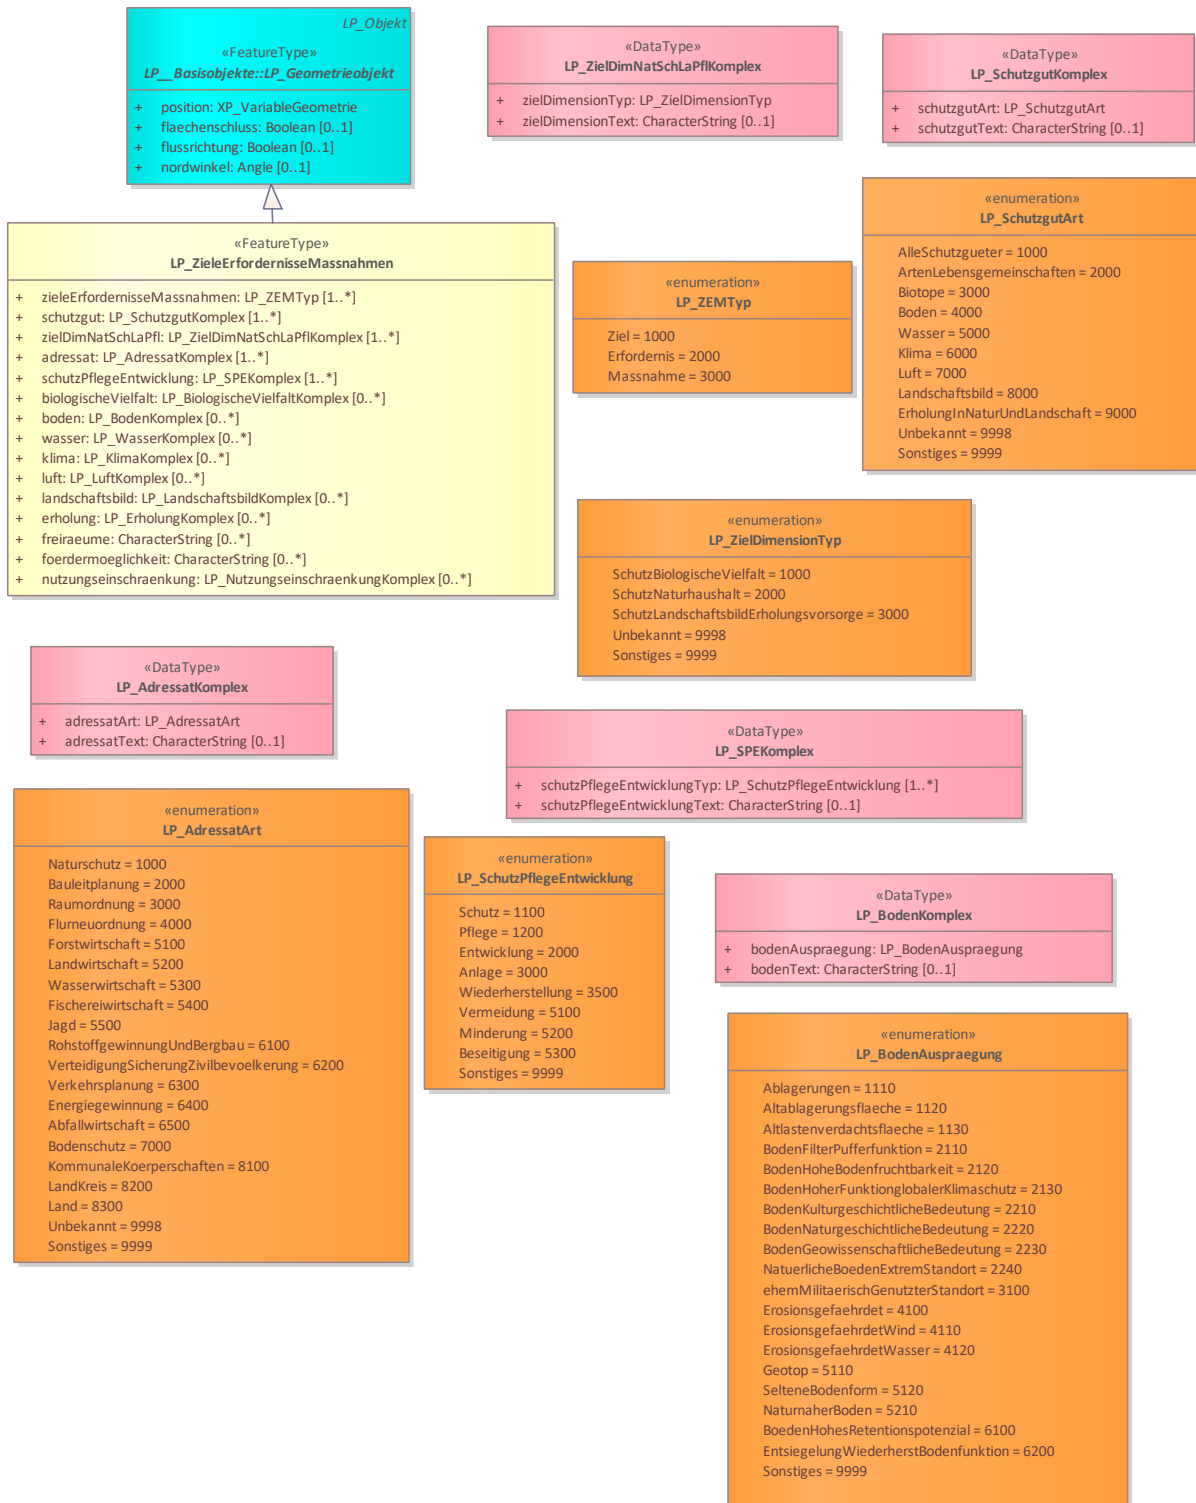 LP_Objekt
«FeatureType»
LP__Basisobjekte::LP_Geometrieobjekt
+ position: XP_VariableGeometrie
+ flaechenschluss: Boolean [0..1]
+ flussrichtung: Boolean [0..1]
+ nordwinkel: Angle [0..1]
«DataType»
LP_ZielDimNatSchLaPflKomplex
+ zielDimensionTyp: LP_ZielDimensionTyp
+ zielDimensionText: CharacterString [0..1]
«DataType»
LP_SchutzgutKomplex
+ schutzgutArt: LP_SchutzgutArt
+ schutzgutText: CharacterString [0..1]
«FeatureType»
LP_ZieleErfordernisseMassnahmen
+ zieleErfordernisseMassnahmen: LP_ZEMTyp [1..*]
+ schutzgut: LP_SchutzgutKomplex [1..*]
+ zielDimNatSchLaPfl: LP_ZielDimNatSchLaPflKomplex [1..*]
+ adressat: LP_AdressatKomplex [1..*]
+ schutzPflegeEntwicklung: LP_SPEKomplex [1..*]
+ biologischeVielfalt: LP_BiologischeVielfaltKomplex [0..*]
+ boden: LP_BodenKomplex [0..*]
+ wasser: LP_WasserKomplex [0..*]
+ klima: LP_KlimaKomplex [0..*]
+ luft: LP_LuftKomplex [0..*]
+ landschaftsbild: LP_LandschaftsbildKomplex [0..*]
+ erholung: LP_ErholungKomplex [0..*]
+ freiraeume: CharacterString [0..*]
+ foerdermoeglichkeit: CharacterString [0..*]
+ nutzungseinschraenkung: LP_NutzungseinschraenkungKomplex [0..*]
«enumeration»
LP_ZEMTyp
Ziel = 1000
Erfordernis = 2000
Massnahme = 3000
«enumeration»
LP_SchutzgutArt
AlleSchutzgueter = 1000
ArtenLebensgemeinschaften = 2000
Biotope = 3000
Boden = 4000
Wasser = 5000
Klima = 6000
Luft = 7000
Landschaftsbild = 8000
ErholungInNaturUndLandschaft = 9000
Unbekannt = 9998
Sonstiges = 9999
«enumeration»
LP_ZielDimensionTyp
SchutzBiologischeVielfalt = 1000
SchutzNaturhaushalt = 2000
SchutzLandschaftsbildErholungsvorsorge = 3000
Unbekannt = 9998
Sonstiges = 9999
«DataType»
LP_AdressatKomplex
+ adressatArt: LP_AdressatArt
+ adressatText: CharacterString [0..1]
«DataType»
LP_SPEKomplex
+ schutzPflegeEntwicklungTyp: LP_SchutzPflegeEntwicklung [1..*]
+ schutzPflegeEntwicklungText: CharacterString [0..1]
«enumeration»
LP_AdressatArt
Naturschutz = 1000
Bauleitplanung = 2000
Raumordnung = 3000
Flurneuordnung = 4000
Forstwirtschaft = 5100
Landwirtschaft = 5200
Wasserwirtschaft = 5300
Fischereiwirtschaft = 5400
Jagd = 5500
RohstoffgewinnungUndBergbau = 6100
VerteidigungSicherungZivilbevoelkerung = 6200
Verkehrsplanung = 6300
Energiegewinnung = 6400
Abfallwirtschaft = 6500
Bodenschutz = 7000
KommunaleKoerperschaften = 8100
LandKreis = 8200
Land = 8300
Unbekannt = 9998
Sonstiges = 9999
«enumeration»
LP_SchutzPflegeEntwicklung
Schutz = 1100
Pflege = 1200
Entwicklung = 2000
Anlage = 3000
Wiederherstellung = 3500
Vermeidung = 5100
Minderung = 5200
Beseitigung = 5300
Sonstiges = 9999
«DataType»
LP_BodenKomplex
+ bodenAuspraegung: LP_BodenAuspraegung
+ bodenText: CharacterString [0..1]
«enumeration»
LP_BodenAuspraegung
Ablagerungen = 1110
Altablagerungsflaeche = 1120
Altlastenverdachtsflaeche = 1130
BodenFilterPufferfunktion = 2110
BodenHoheBodenfruchtbarkeit = 2120
BodenHoherFunktionglobalerKlimaschutz = 2130
BodenKulturgeschichtlicheBedeutung = 2210
BodenNaturgeschichtlicheBedeutung = 2220
BodenGeowissenschaftlicheBedeutung = 2230
NatuerlicheBoedenExtremStandort = 2240
ehemMilitaerischGenutzterStandort = 3100
Erosionsgefaehrdet = 4100
ErosionsgefaehrdetWind = 4110
ErosionsgefaehrdetWasser = 4120
Geotop = 5110
SelteneBodenform = 5120
NaturnaherBoden = 5210
BoedenHohesRetentionspotenzial = 6100
EntsiegelungWiederherstBodenfunktion = 6200
Sonstiges = 9999